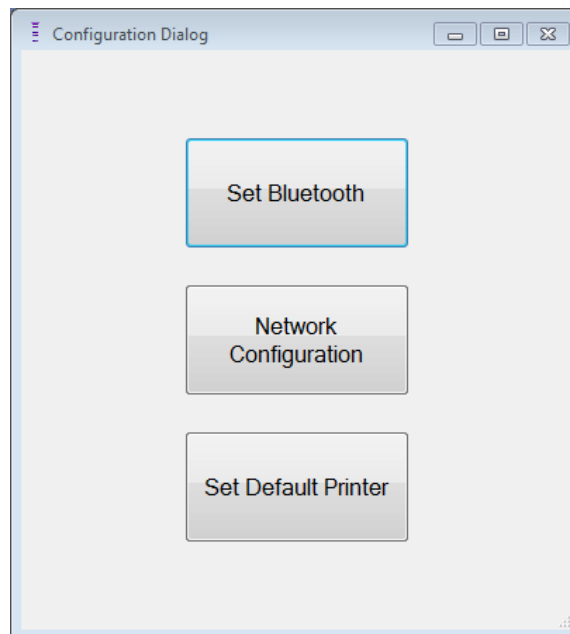 Configuration Dialog
Set Bluetooth
Network
Configuration
Set Default Printer